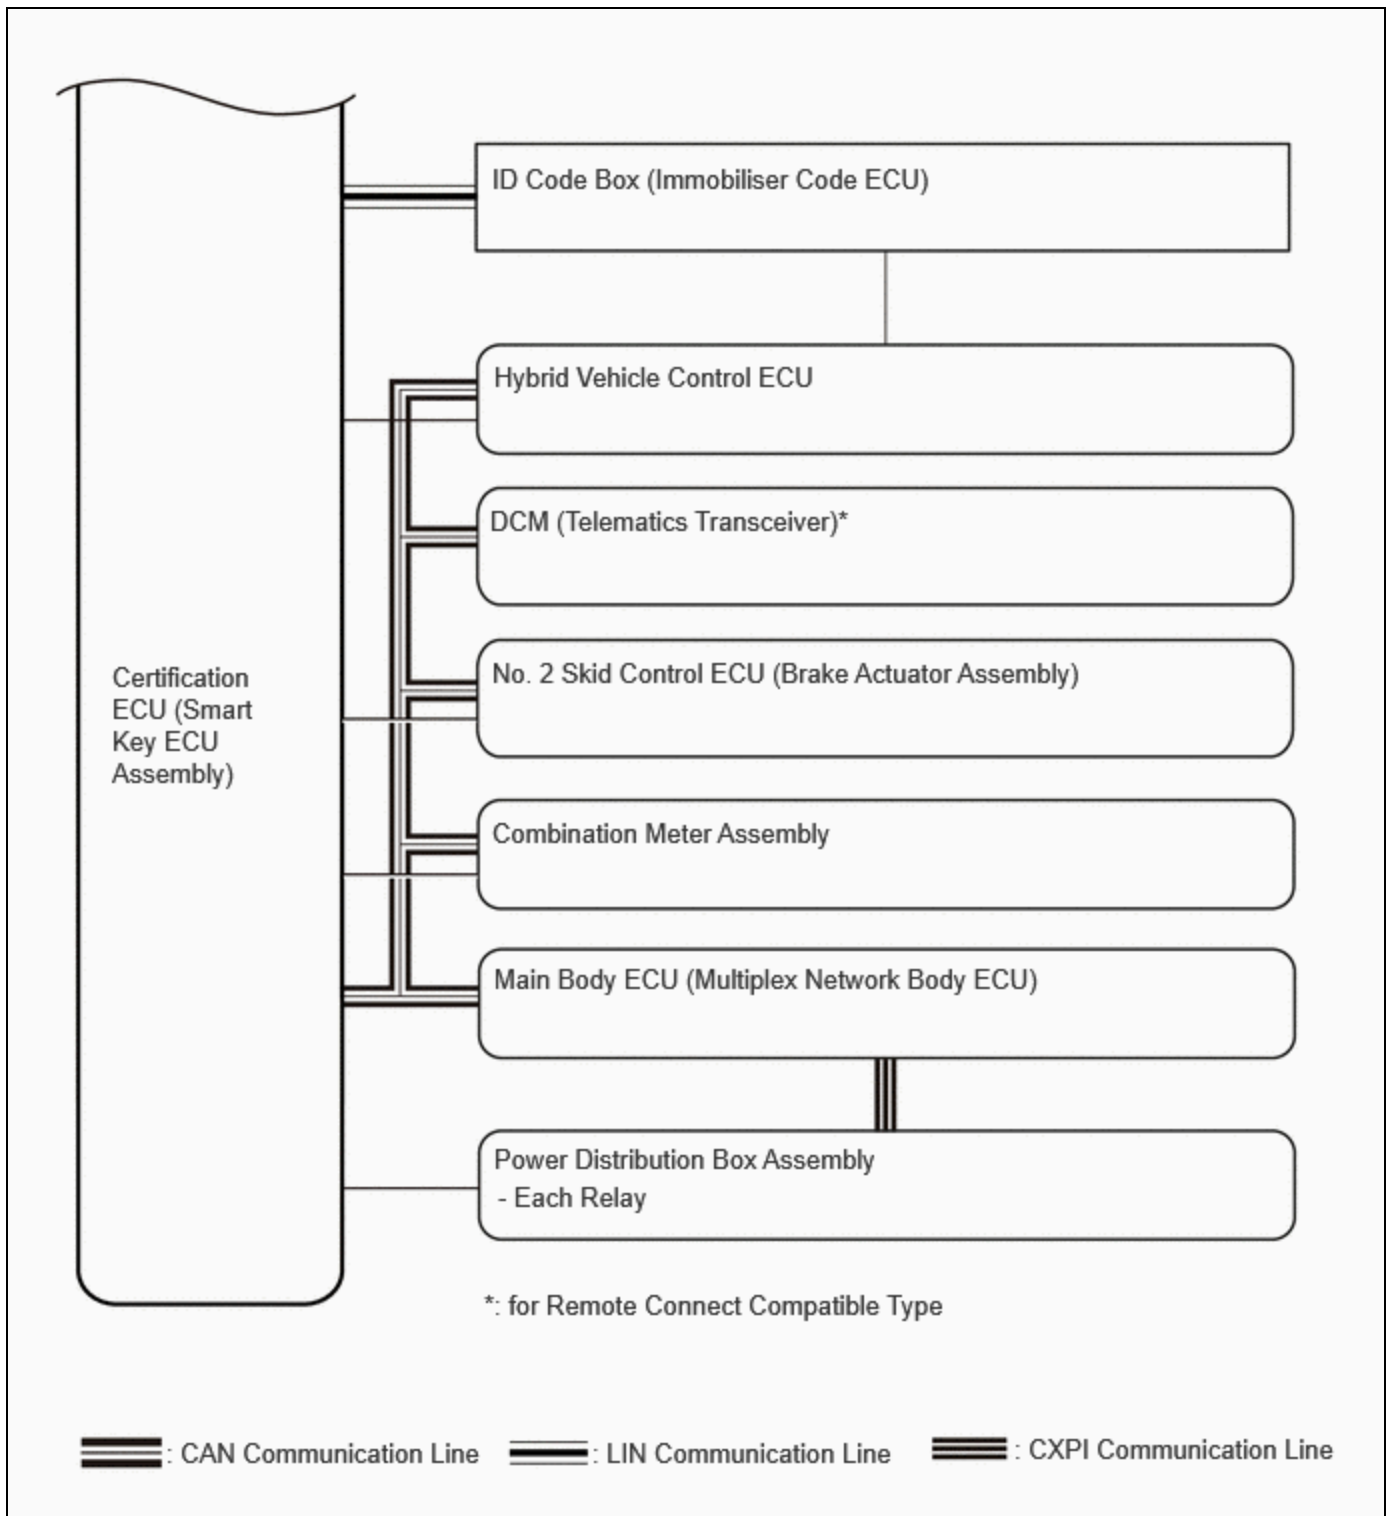 ID Code Box (Immobiliser Code ECU)
Hybrid Vehicle Control ECU
DCM (Telematics Transceiver)*
No. 2 Skid Control ECU (Brake Actuator Assembly)
Certification
ECU (Smart
Key ECU
Assembly)
Combination Meter Assembly
Main Body ECU (Multiplex Network Body ECU)
Power Distribution Box Assembly
- Each Relay
*: for Remote Connect Compatible Type
: CAN Communication Line
: LIN Communication Line
: CXPI Communication Line